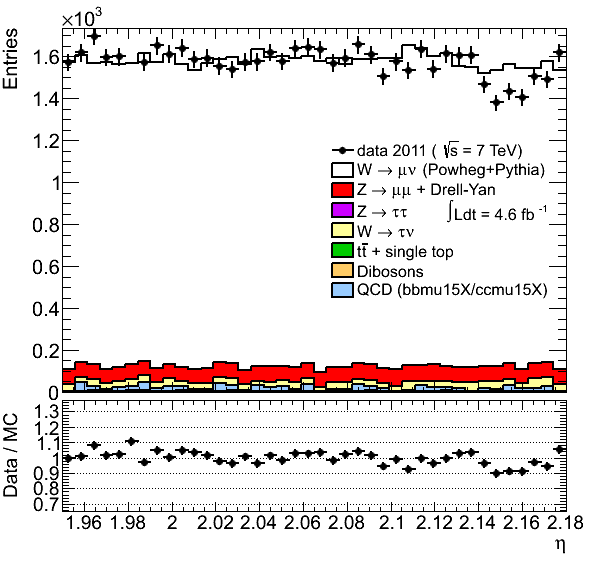 ×10³
Entries
1.6
1.4
1.2
1
0.8
0.6
0.4
0.2
0
data 2011 ( √s = 7 TeV)
W → μν (Powheg+Pythia)
Z → μμ + Drell-Yan
Z → ττ ∫Ldt = 4.6 fb⁻¹
W → τν
tt̅ + single top
Dibosons
QCD (bbmu15X/ccmu15X)
Data / MC
1.3
1.2
1.1
1
0.9
0.8
0.7
1.96 1.98 2 2.02 2.04 2.06 2.08 2.1 2.12 2.14 2.16 2.18
η